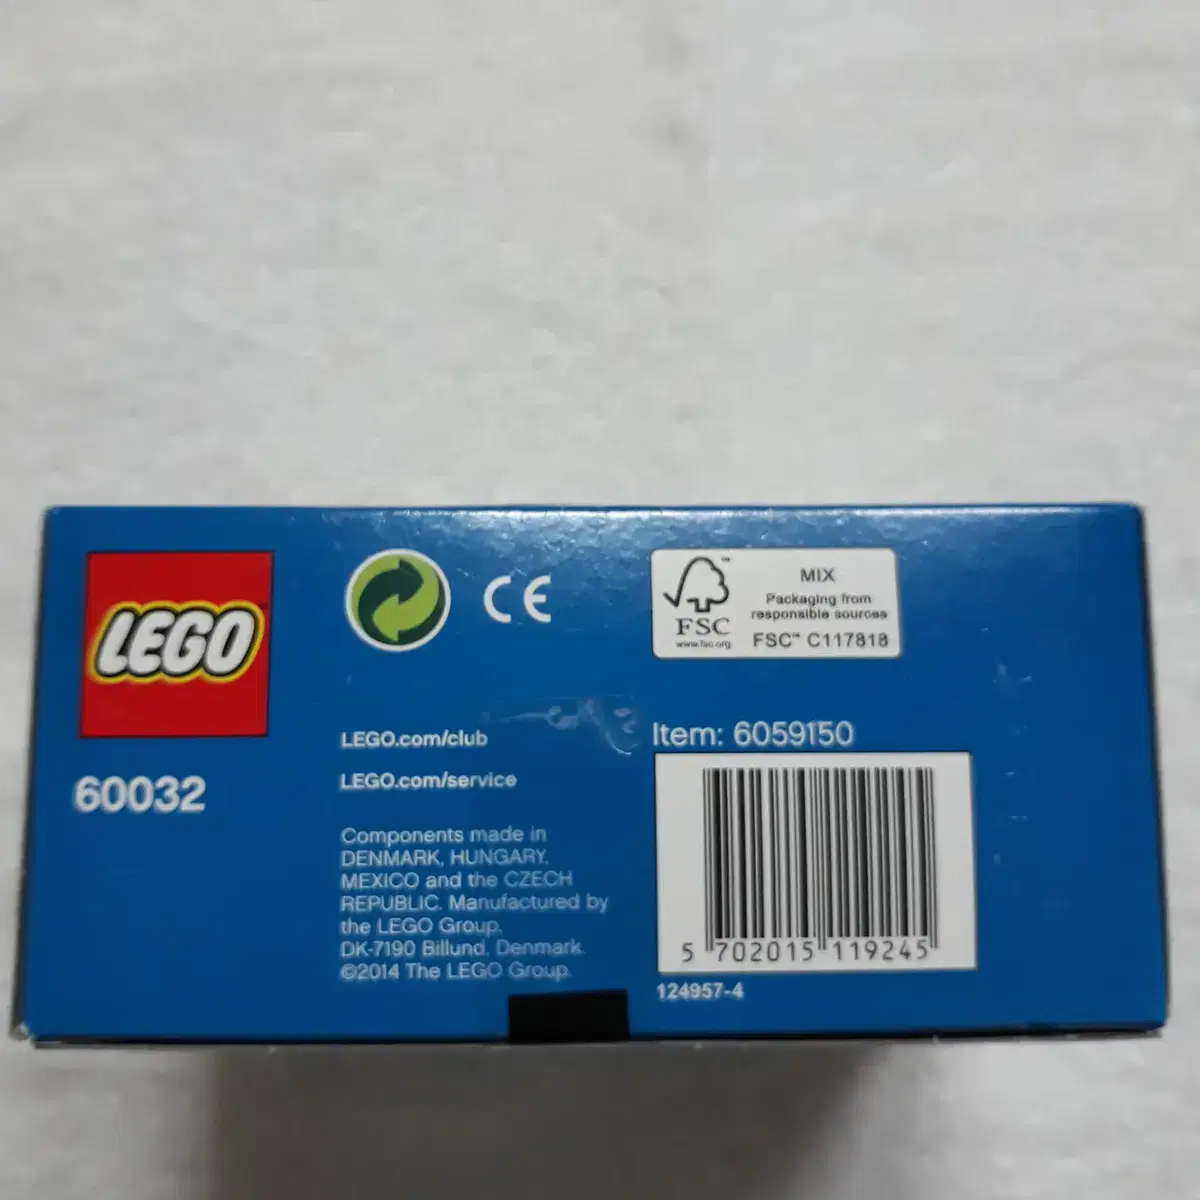 LEGO
60032
CE
LEGO.com/club
LEGO.com/service
Components made in
DENMARK, HUNGARY,
MEXICO and the CZECH
REPUBLIC. Manufactured by
the LEGO Group.
DK-7190 Billund, Denmark.
©2014 The LEGO Group.
FSC
www.fsc.org
MIX
Packaging from
responsible sources
FSC™ C117818
Item: 6059150
5 702015 119245
124957-4